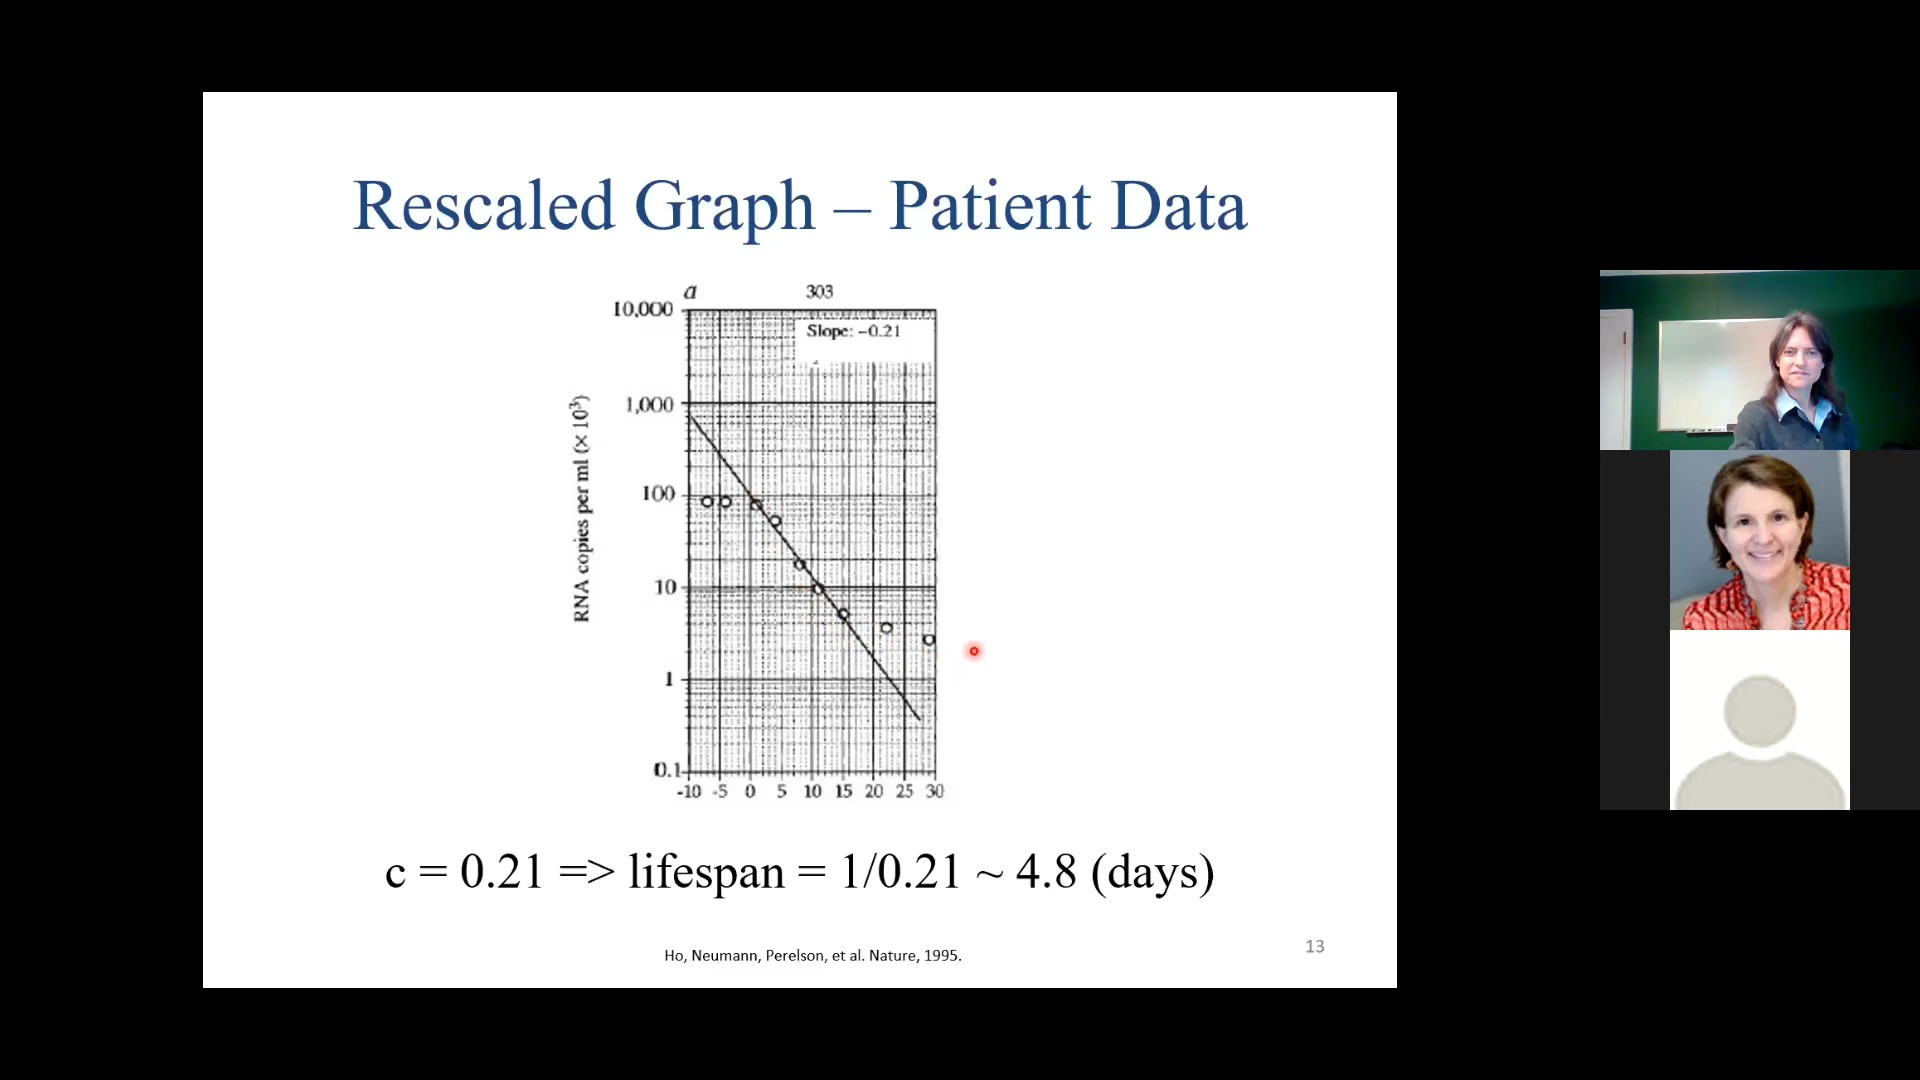 Rescaled Graph – Patient Data
a
303
Slope: −0.21
RNA copies per ml (× 10³)
10,000
1,000
100
10
1
0.1
-10 -5 0 5 10 15 20 25 30
c = 0.21 => lifespan = 1/0.21 ~ 4.8 (days)
Ho, Neumann, Perelson, et al. Nature, 1995.
13